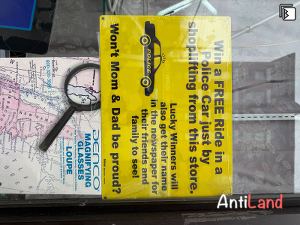 Win a FREE Ride in a
Police Car just by
shoplifting from this store.
POLICE
Lucky Winners will
also get their name
in the newspaper for
their friends and
family to see!
Won't Mom & Dad be proud?
MAGNIFYING
GLASSES
LOUPE
AntiLand